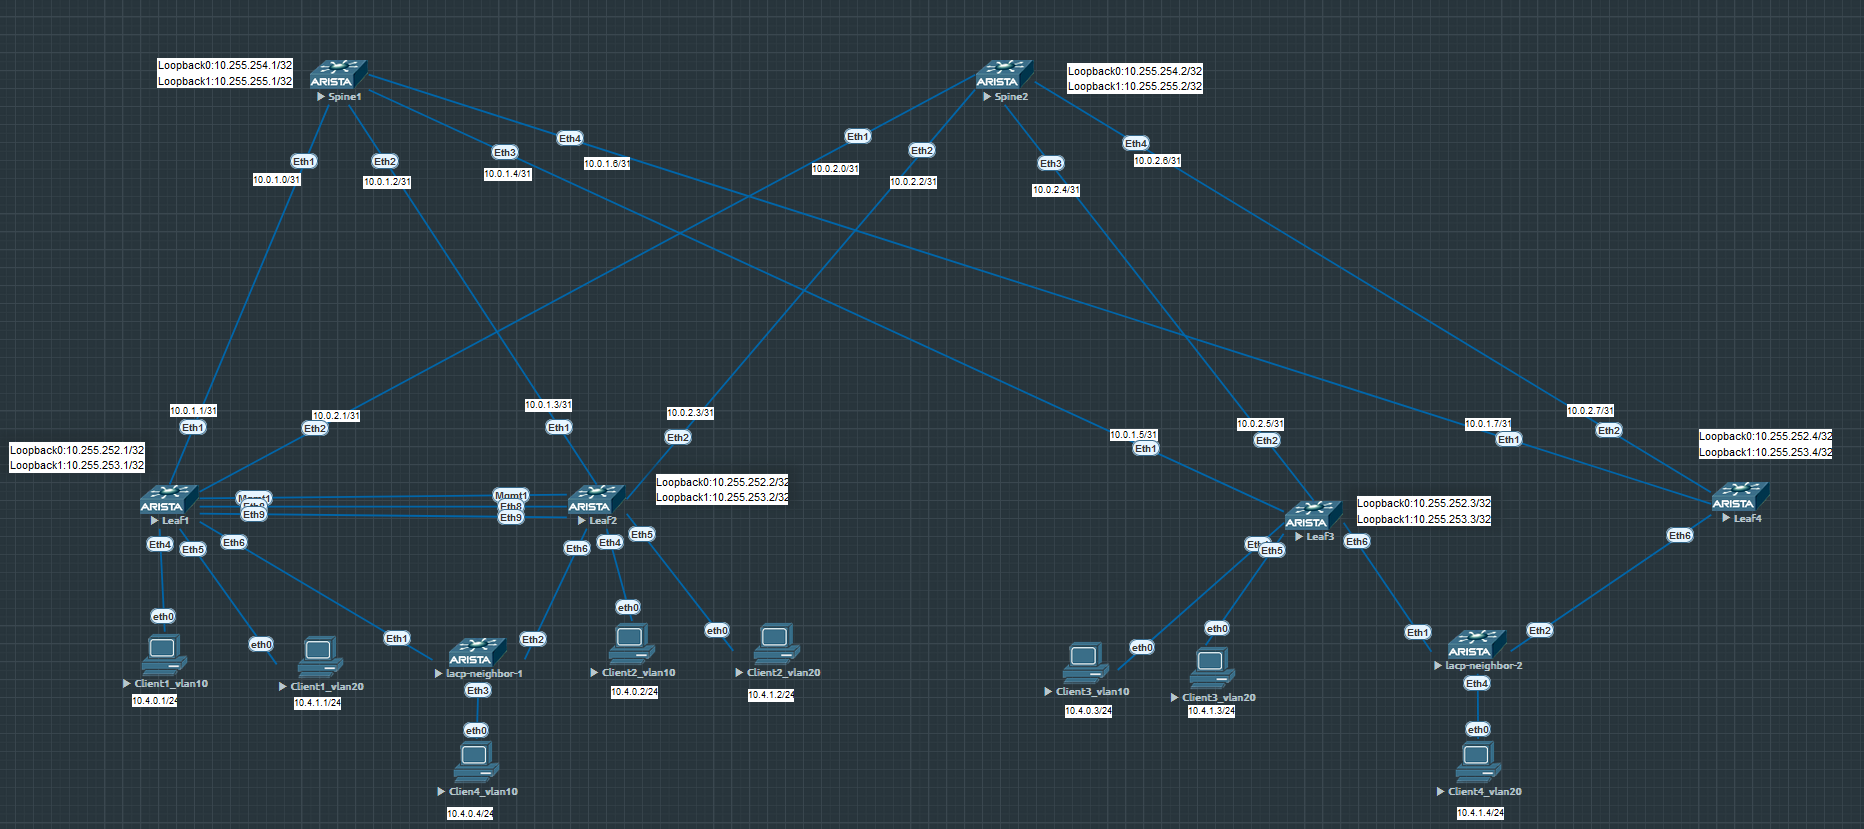 Loopback0:10.255.254.1/32
Loopback1:10.255.255.1/32
ARISTA
Spine1
ARISTA
Spine2
Loopback0:10.255.254.2/32
Loopback1:10.255.255.2/32
Eth1
Eth2
Eth3
Eth4
Eth1
Eth2
Eth3
Eth4
10.0.1.0/31
10.0.1.2/31
10.0.1.4/31
10.0.1.6/31
10.0.2.0/31
10.0.2.2/31
10.0.2.4/31
10.0.2.6/31
10.0.1.1/31
Eth1
10.0.2.1/31
Eth2
10.0.1.3/31
Eth1
10.0.2.3/31
Eth2
10.0.1.5/31
Eth1
10.0.2.5/31
Eth2
10.0.1.7/31
Eth1
10.0.2.7/31
Eth2
Loopback0:10.255.252.1/32
Loopback1:10.255.253.1/32
ARISTA
Leaf1
Mgmt1
Eth8
Eth9
Mgmt1
Eth8
Eth9
ARISTA
Leaf2
Loopback0:10.255.252.2/32
Loopback1:10.255.253.2/32
ARISTA
Leaf3
Loopback0:10.255.252.3/32
Loopback1:10.255.253.3/32
Loopback0:10.255.252.4/32
Loopback1:10.255.253.4/32
ARISTA
Leaf4
Eth4
Eth5
Eth6
Eth6
Eth4
Eth5
Eth5
Eth6
Eth6
eth0
eth0
Eth1
Eth2
eth0
eth0
eth0
eth0
Eth1
Eth2
Client1_vlan10
10.4.0.1/24
Client1_vlan20
10.4.1.1/24
ARISTA
lacp-neighbor-1
Eth3
eth0
Clien4_vlan10
10.4.0.4/24
Client2_vlan10
10.4.0.2/24
Client2_vlan20
10.4.1.2/24
Client3_vlan10
10.4.0.3/24
Client3_vlan20
10.4.1.3/24
ARISTA
lacp-neighbor-2
Eth4
eth0
Client4_vlan20
10.4.1.4/24